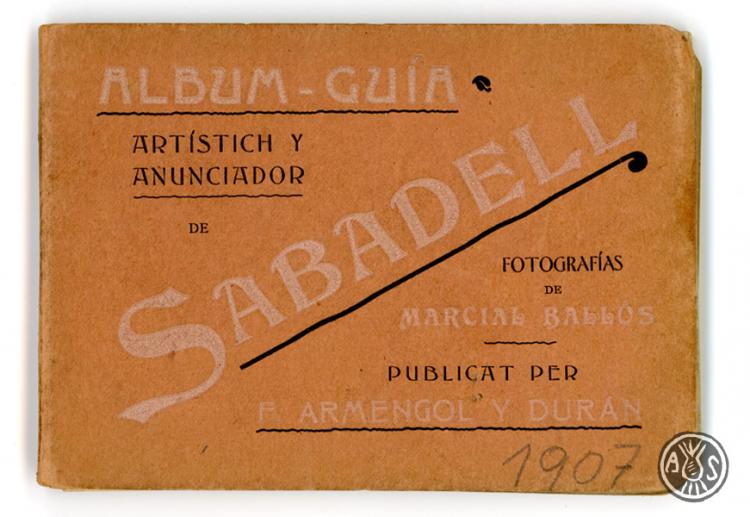 ALBUM-GUÍA
ARTÍSTICH Y
ANUNCIADOR
DE
SABADELL
FOTOGRAFÍAS
DE
MARCIAL BALLÚS
PUBLICAT PER
F. ARMENGOL Y DURÁN
1907
A S